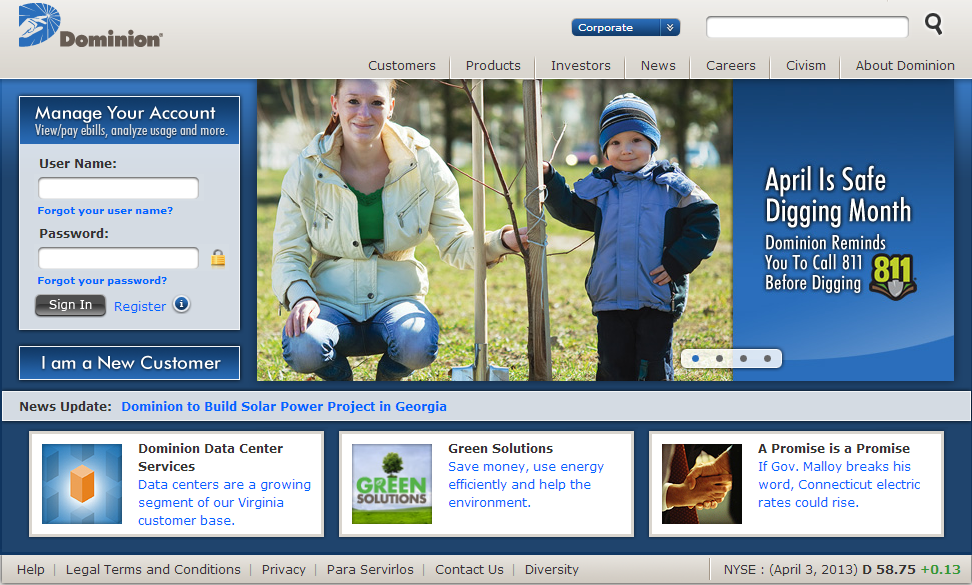 Dominion
Corporate
Customers Products Investors News Careers Civism About Dominion
Manage Your Account
View/pay ebills, analyze usage and more.
User Name:
Forgot your user name?
Password:
Forgot your password?
Sign In Register
I am a New Customer
April Is Safe
Digging Month
Dominion Reminds
You To Call 811
Before Digging
811
News Update: Dominion to Build Solar Power Project in Georgia
Dominion Data Center
Services
Data centers are a growing
segment of our Virginia
customer base.
GREEN
SOLUTIONS
Green Solutions
Save money, use energy
efficiently and help the
environment.
A Promise is a Promise
If Gov. Malloy breaks his
word, Connecticut electric
rates could rise.
Help | Legal Terms and Conditions | Privacy | Para Servirlos | Contact Us | Diversity
NYSE : (April 3, 2013) D 58.75 +0.13